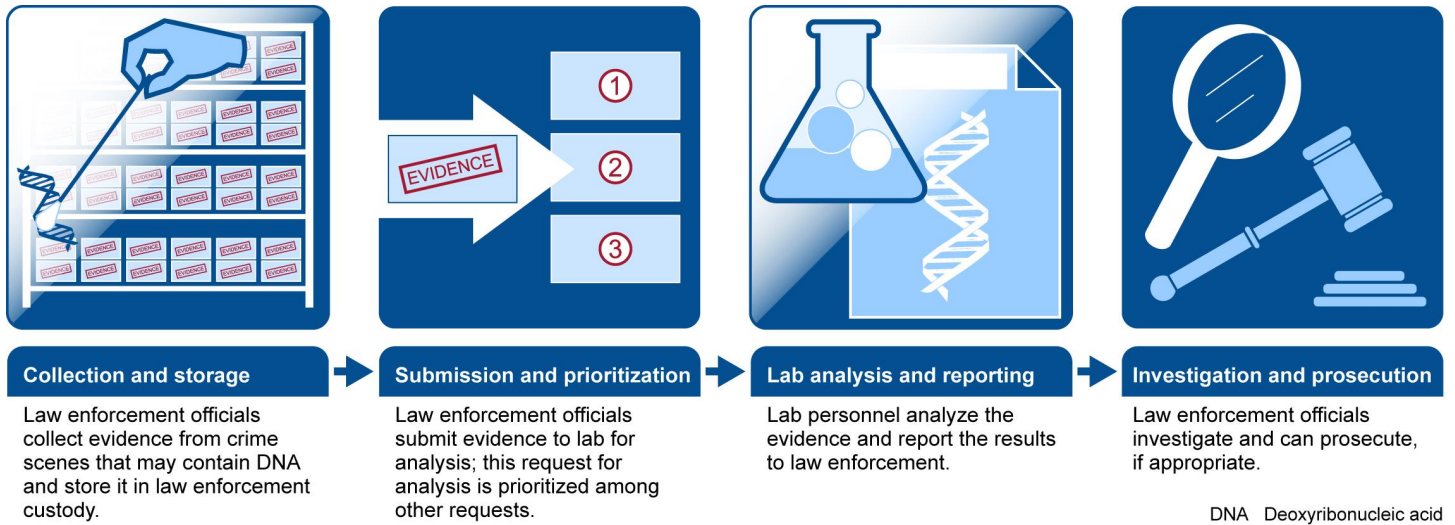 EVIDENCE
1
2
3
Collection and storage
Law enforcement officials
collect evidence from crime
scenes that may contain DNA
and store it in law enforcement
custody.
Submission and prioritization
Law enforcement officials
submit evidence to lab for
analysis; this request for
analysis is prioritized among
other requests.
Lab analysis and reporting
Lab personnel analyze the
evidence and report the results
to law enforcement.
Investigation and prosecution
Law enforcement officials
investigate and can prosecute,
if appropriate.
DNA Deoxyribonucleic acid